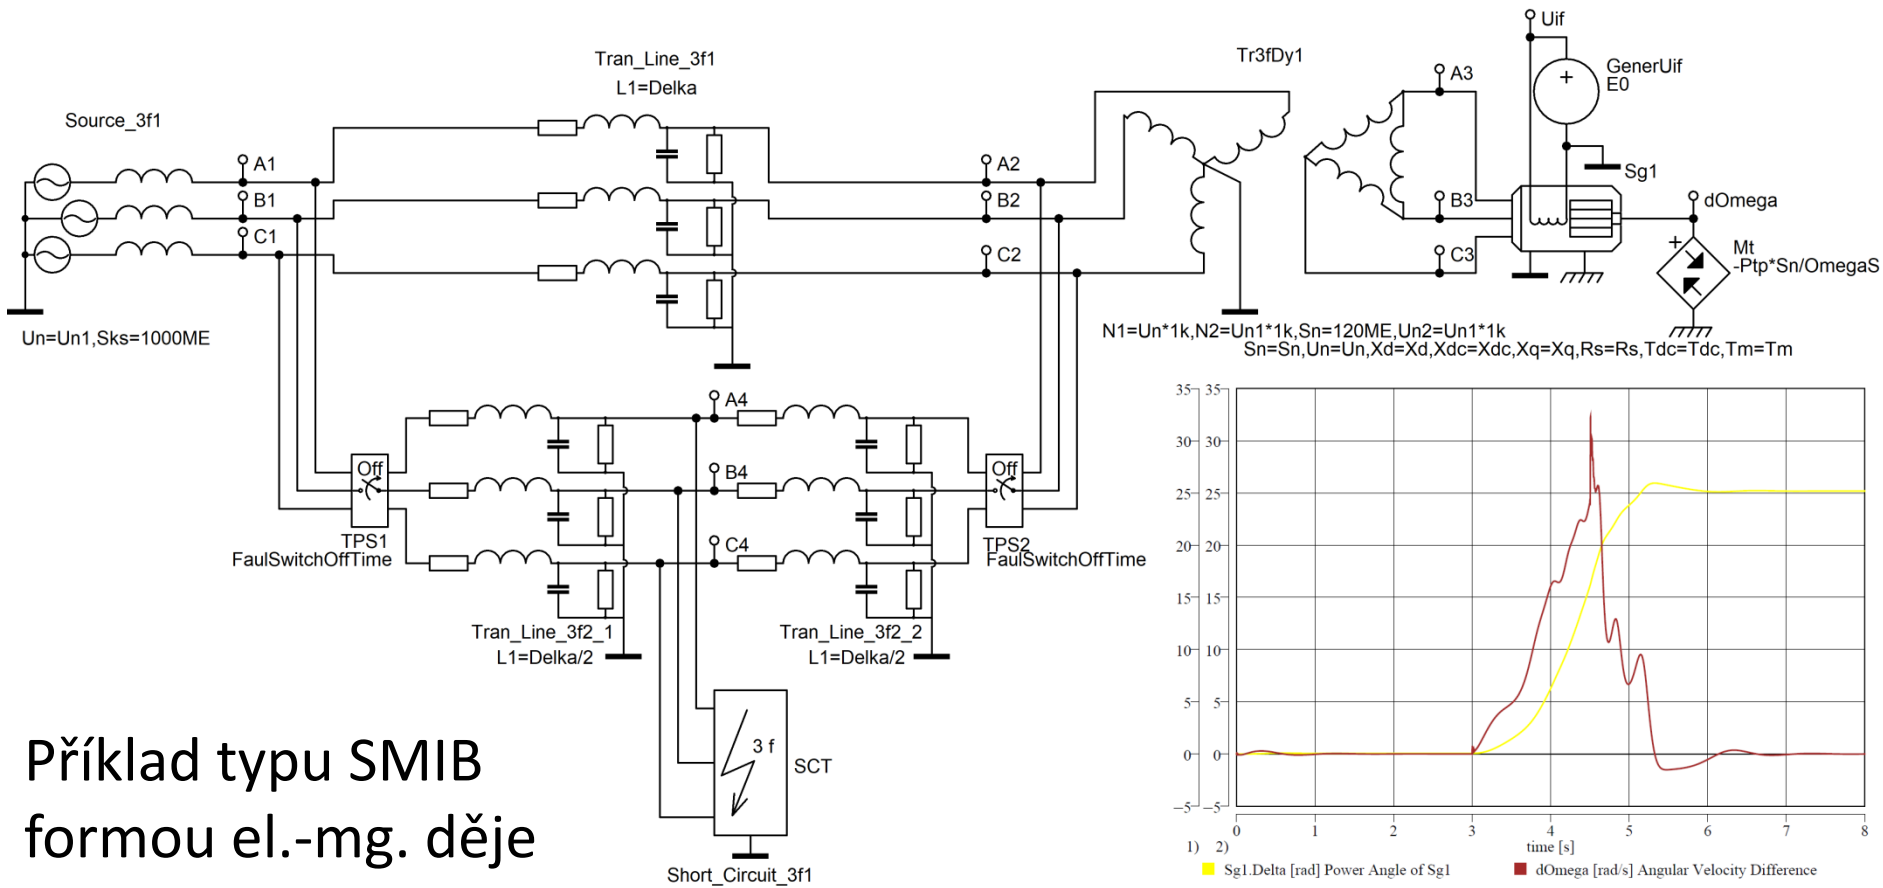 Uif
Tran_Line_3f1
L1=Delka
Tr3fDy1
GenerUif
E0
A3
Source_3f1
A1
B1
C1
A2
B2
C2
B3
C3
Sg1
dOmega
Mt
-Ptp*Sn/OmegaS
Un=Un1,Sks=1000ME
N1=Un*1k,N2=Un1*1k,Sn=120ME,Un2=Un1*1k
Sn=Sn,Un=Un,Xd=Xd,Xdc=Xdc,Xq=Xq,Rs=Rs,Tdc=Tdc,Tm=Tm
A4
B4
C4
Off
TPS1
FaulSwitchOffTime
Off
TPS2
FaulSwitchOffTime
Tran_Line_3f2_1
L1=Delka/2
Tran_Line_3f2_2
L1=Delka/2
3 f
SCT
Short_Circuit_3f1
Příklad typu SMIB
formou el.-mg. děje
35 35
30 30
25 25
20 20
15 15
10 10
5 5
0 0
−5 −5
0 1 2 3 4 5 6 7 8
1) 2)
time [s]
Sg1.Delta [rad] Power Angle of Sg1
dOmega [rad/s] Angular Velocity Difference